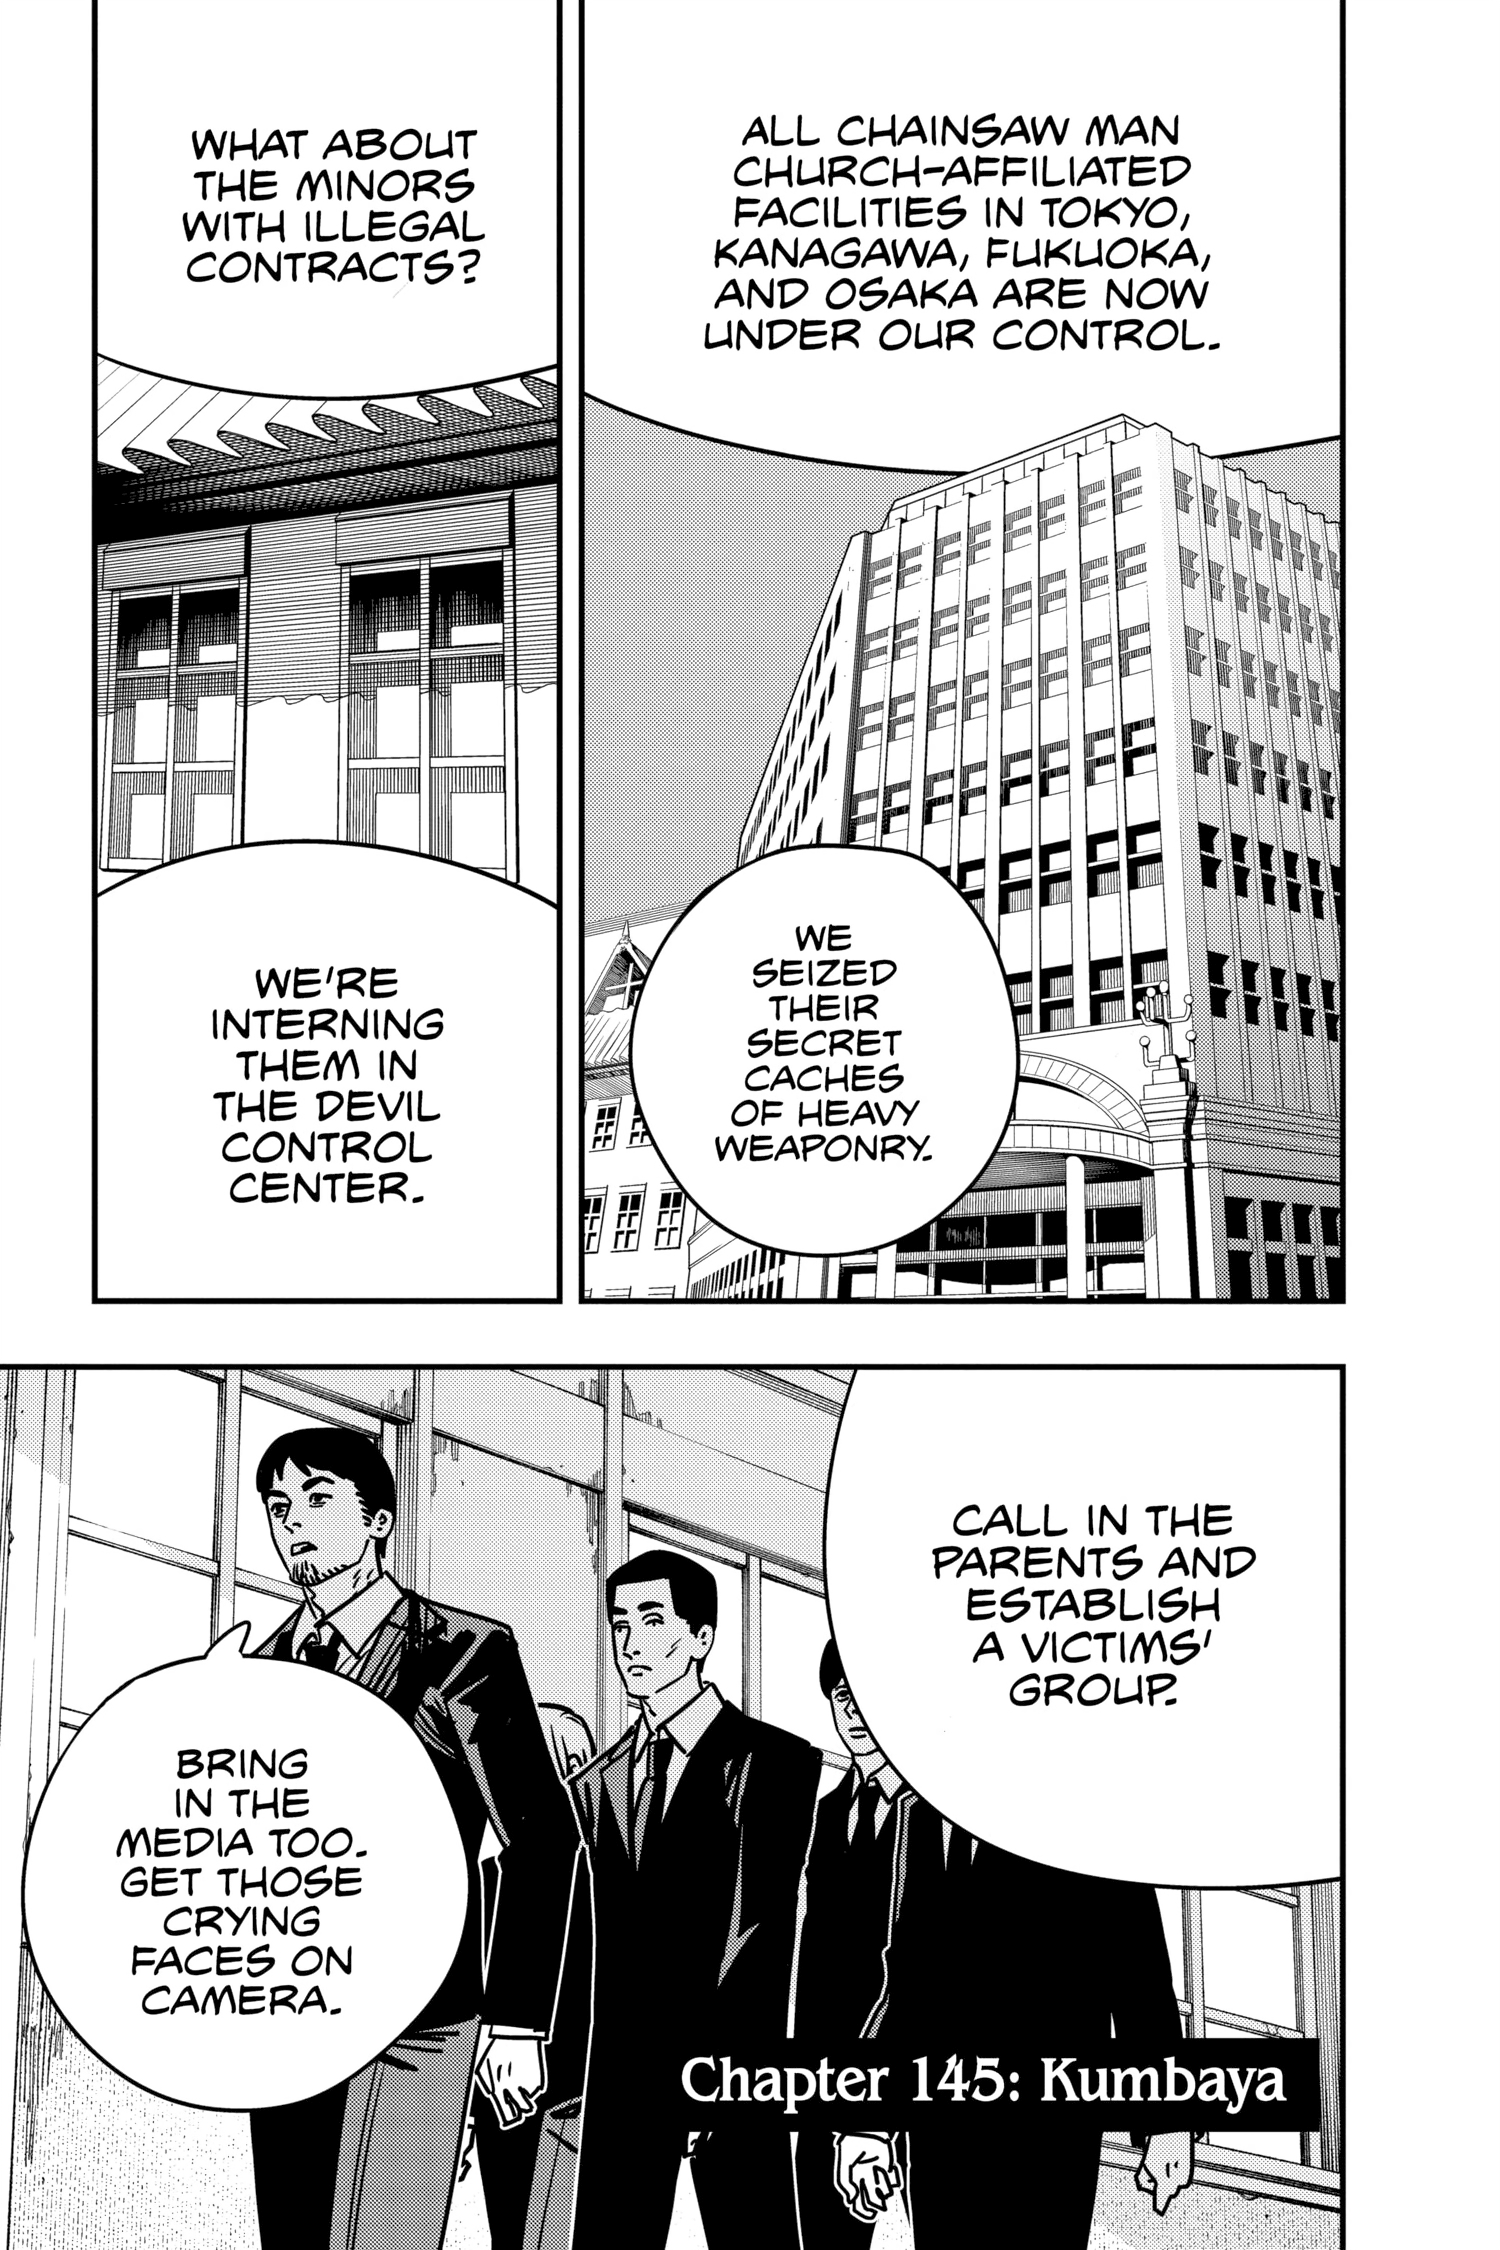 ALL CHAINSAW MAN
CHURCH-AFFILIATED
FACILITIES IN TOKYO,
KANAGAWA, FUKUOKA,
AND OSAKA ARE NOW
UNDER OUR CONTROL.
WE
SEIZED
THEIR
SECRET
CACHES
OF HEAVY
WEAPONRY.
WHAT ABOUT
THE MINORS
WITH ILLEGAL
CONTRACTS?
WE'RE
INTERNING
THEM IN
THE DEVIL
CONTROL
CENTER.
CALL IN THE
PARENTS AND
ESTABLISH
A VICTIMS'
GROUP.
BRING
IN THE
MEDIA TOO.
GET THOSE
CRYING
FACES ON
CAMERA.
Chapter 145: Kumbaya